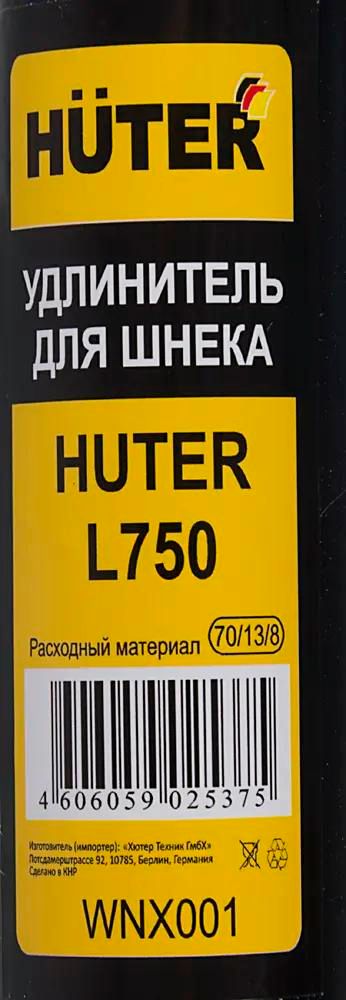 HÜTER
УДЛИНИТЕЛЬ
ДЛЯ ШНЕКА
HUTER
L750
Расходный материал 70/13/8
4 606059 025375
Изготовитель (импортер): «Хютер Техник ГмбХ»
Потсдамерштрассе 92, 10785, Берлин, Германия
Сделано в КНР
WNX001